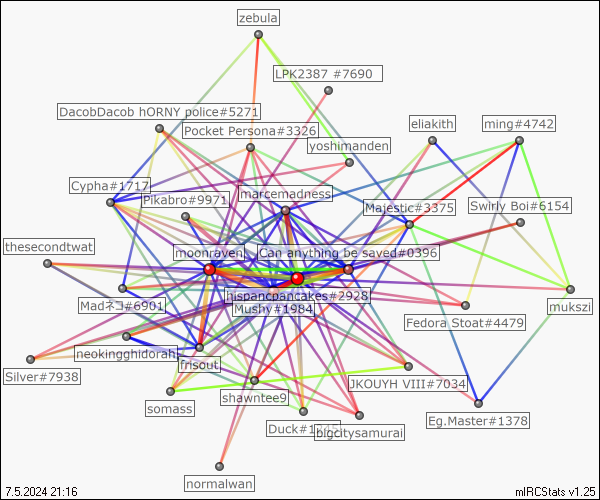 zebula
LPK2387 #7690
DacobDacob hORNY police#5271
eliakith
ming#4742
Pocket Persona#3326
yoshimanden
Cypha#1717
marcemadness
Pikabro#9971
Majestic#3375
Swirly Boi#6154
thesecondtwat
moonraven
Can anything be saved#0396
hispancpancakes#2928
Madネコ#6901
Mushy#1984
Fedora Stoat#4479
mukszi
neokingghidorah
frisout
Silver#7938
JKOUYH VIII#7034
somass
shawntee9
Duck#1
bigcitysamurai
Eg.Master#1378
normalwan
7.5.2024 21:16
mIRCStats v1.25